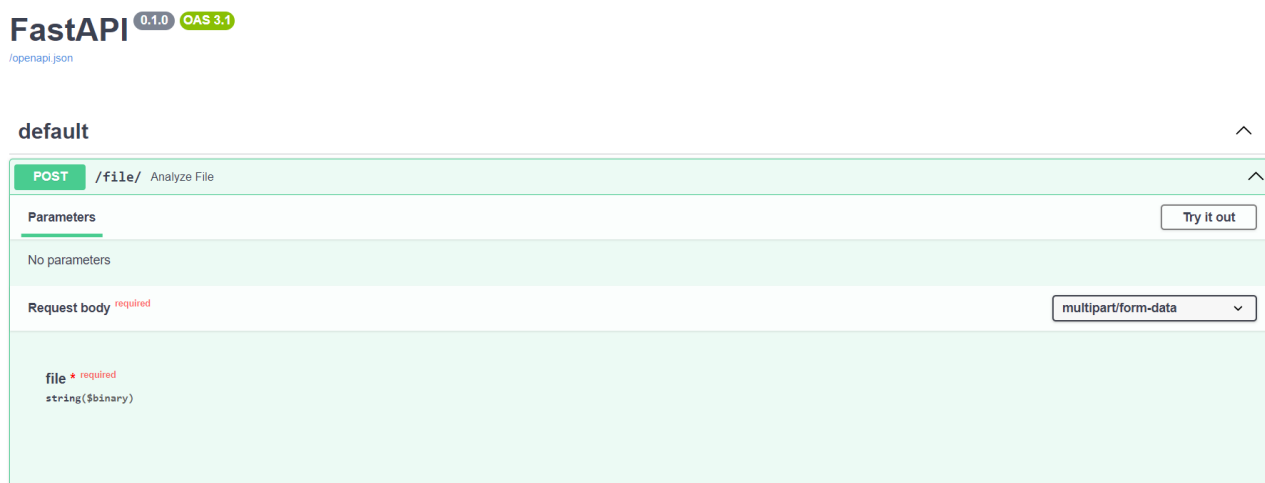 FastAPI 0.1.0 OAS 3.1
/openapi.json
default
POST /file/ Analyze File
Parameters
Try it out
No parameters
Request body required
multipart/form-data
file * required
string($binary)